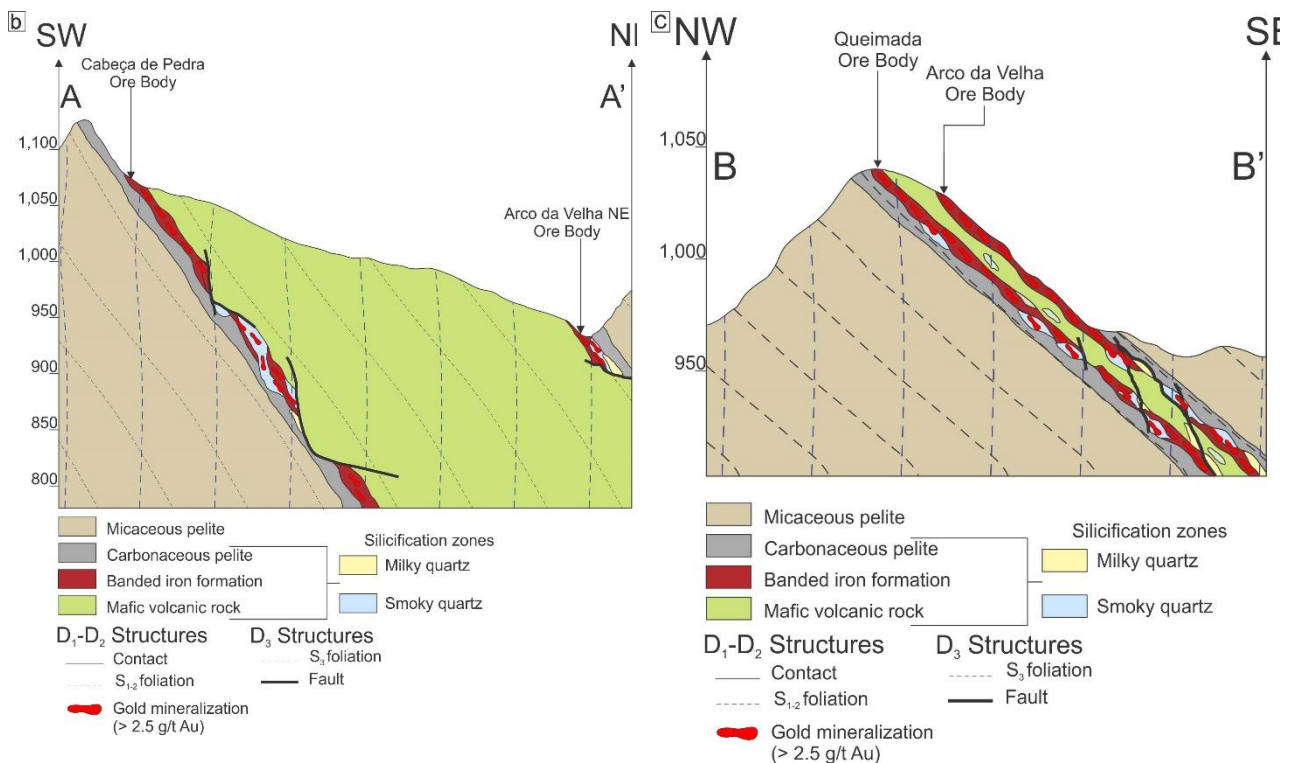 b
SW
NI
Cabeça de Pedra
Ore Body
A
A'
1,100
1,050
1,000
950
900
850
800
Arco da Velha NE
Ore Body
Micaceous pelite
Carbonaceous pelite
Banded iron formation
Mafic volcanic rock
Silicification zones
Milky quartz
Smoky quartz
D₁-D₂ Structures
Contact
S₁₋₂ foliation
Gold mineralization
(> 2.5 g/t Au)
D₃ Structures
S₃ foliation
Fault
c
NW
SE
Queimada
Ore Body
Arco da Velha
Ore Body
1,050
B
B'
1,000
950
Micaceous pelite
Carbonaceous pelite
Banded iron formation
Mafic volcanic rock
Silicification zones
Milky quartz
Smoky quartz
D₁-D₂ Structures
Contact
S₁₋₂ foliation
Gold mineralization
(> 2.5 g/t Au)
D₃ Structures
S₃ foliation
Fault